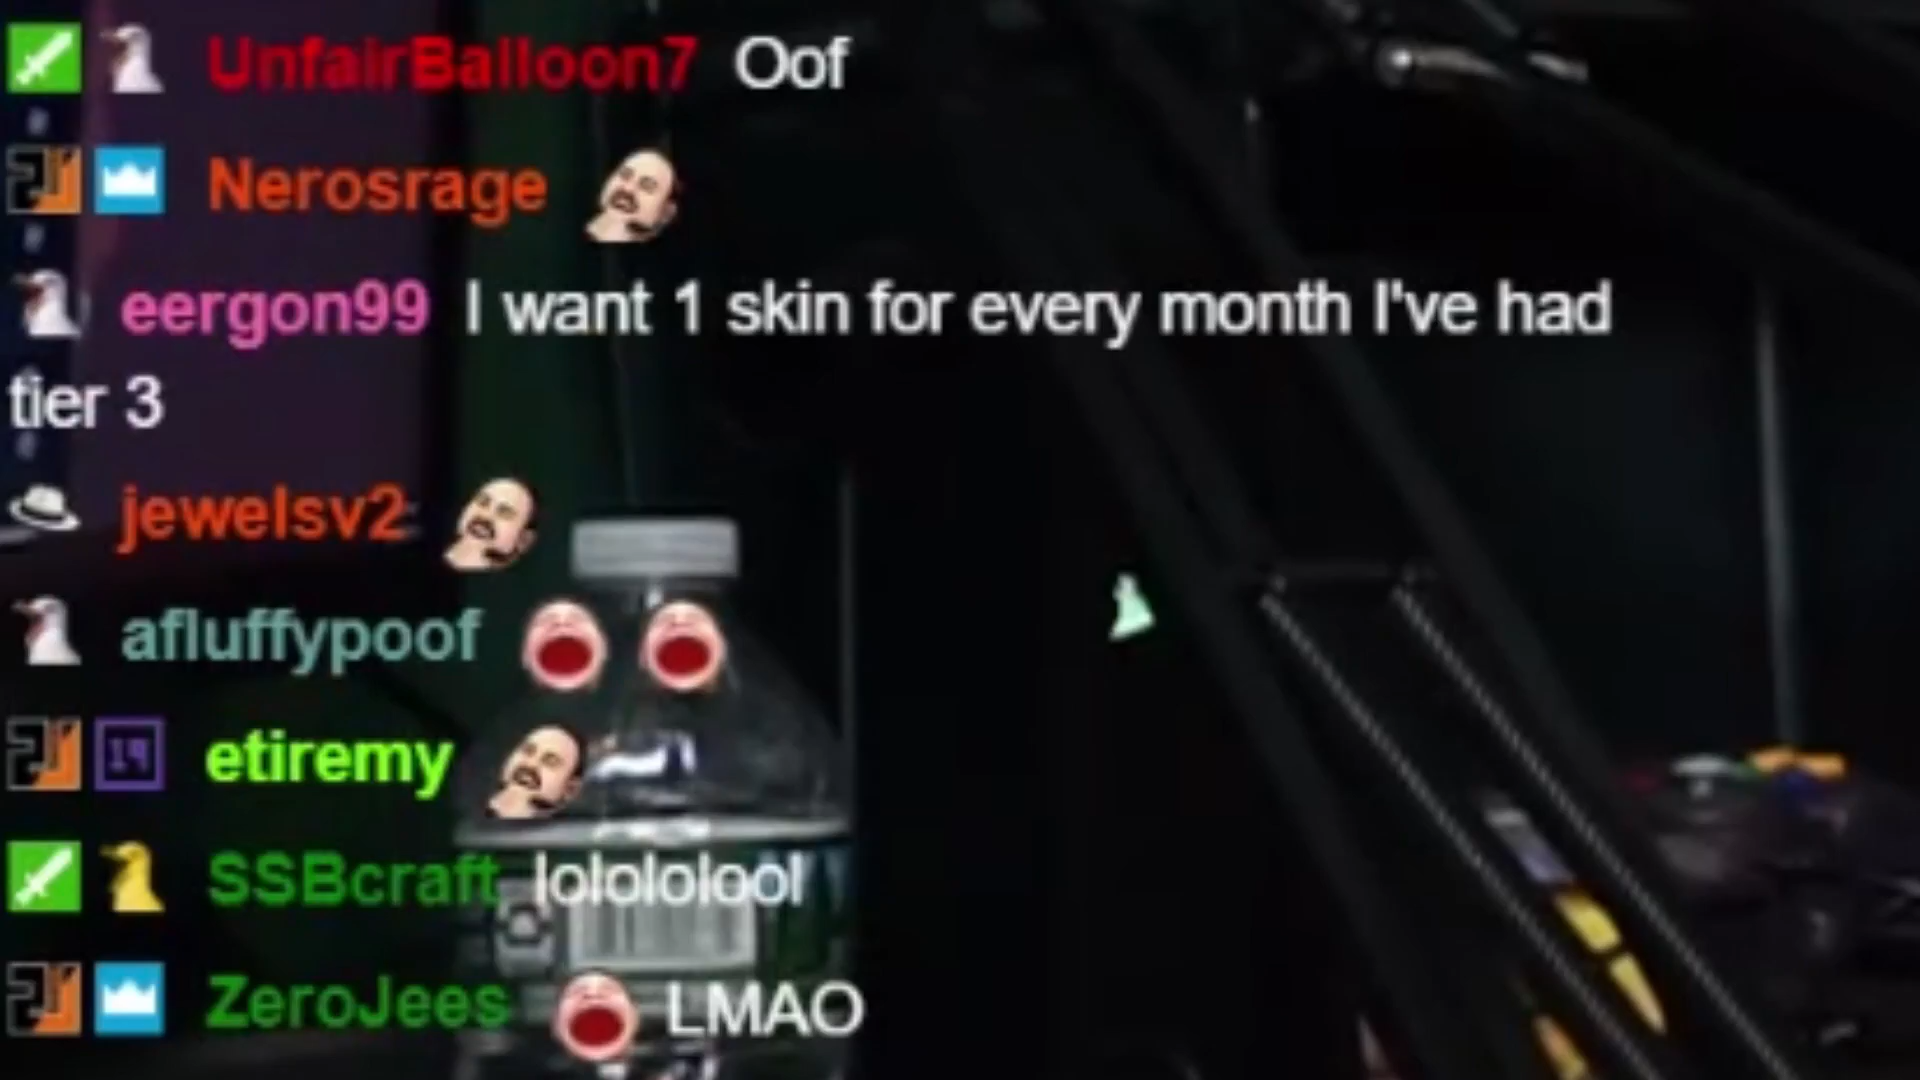 UnfairBalloon7 Oof
Nerosrage
eergon99 I want 1 skin for every month I've had
tier 3
jewelsv2
afluffypoof
19 etiremy
SSBcraft lolololool
ZeroJees LMAO